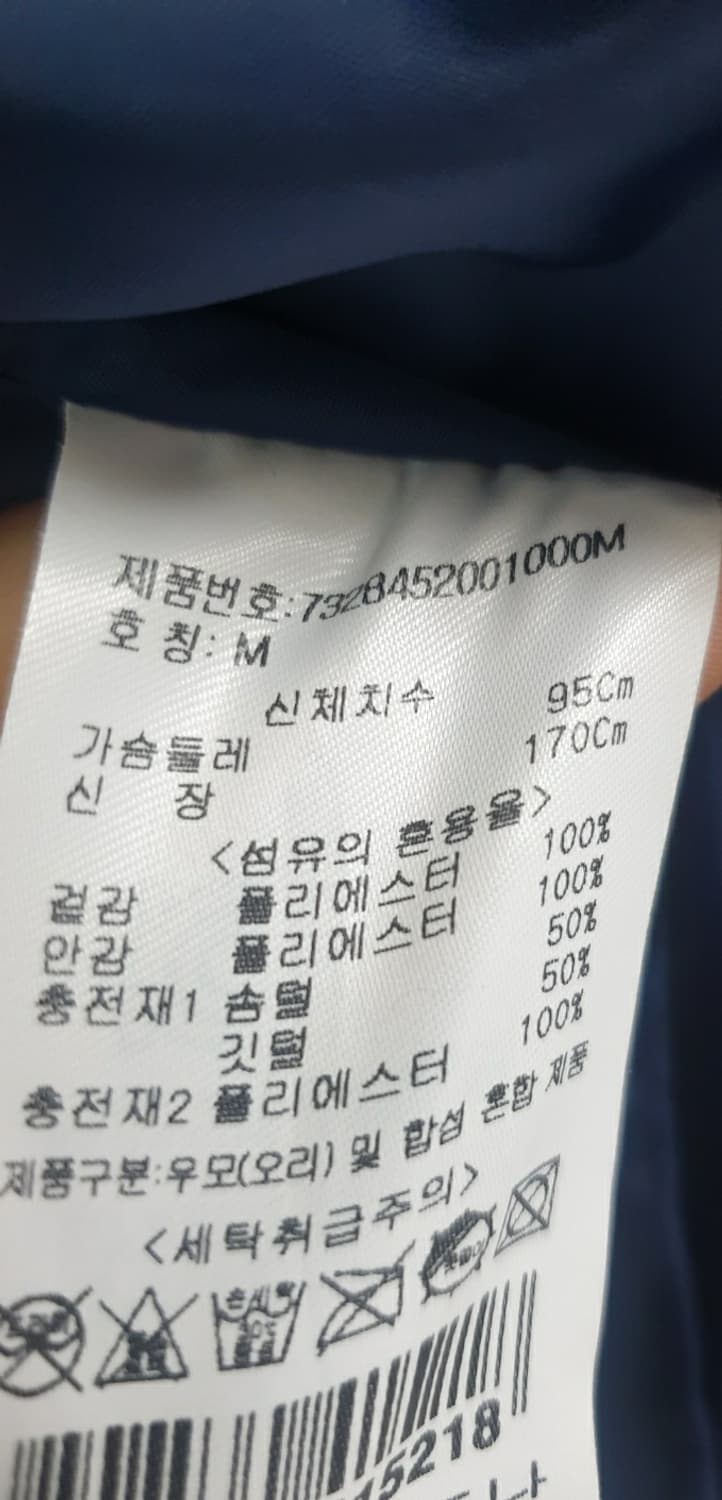 제품번호:7328452001000M
호 칭: M
신체치수
가슴둘레 95Cm
신 장 170Cm
<섬유의 혼용율>
겉감 폴리에스터 100%
안감 폴리에스터 100%
충전재1 솜털 50%
깃털 50%
충전재2 폴리에스터 100%
제품구분:우모(오리) 및 합섬 혼합 제품
<세탁취급주의>
손세탁
15218